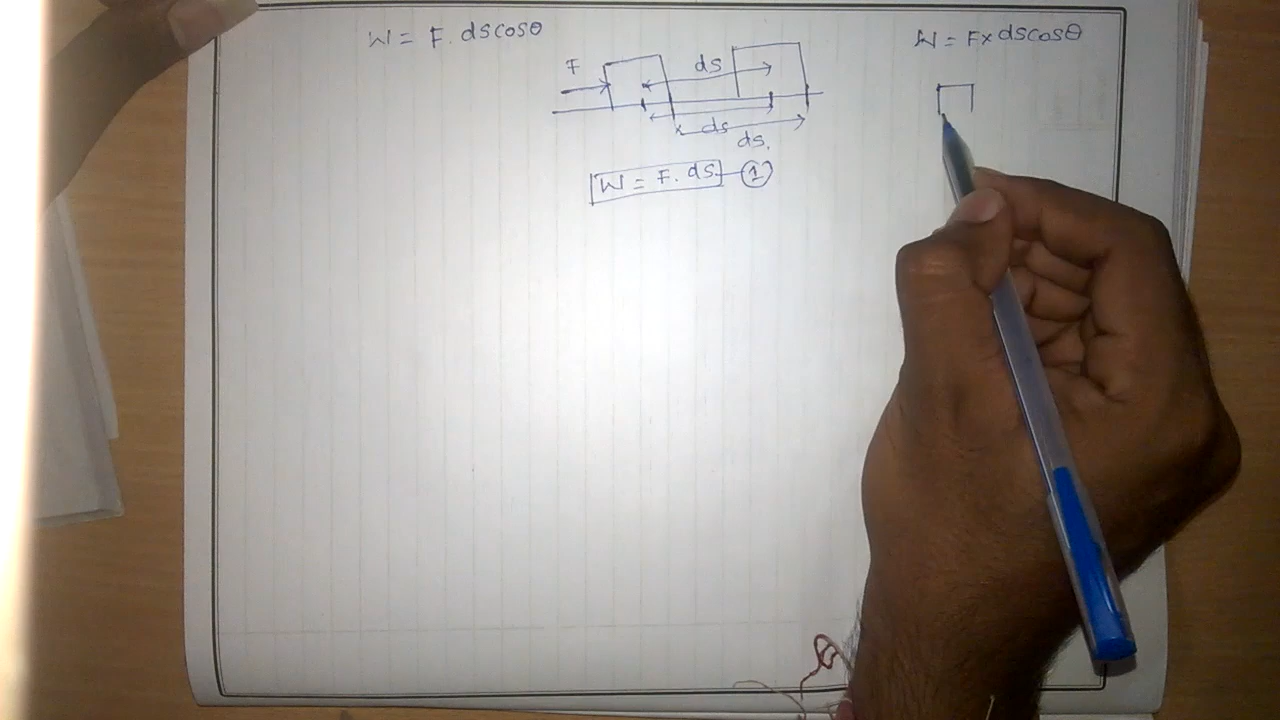 W = F. dscosθ
W = F× dscosθ
F
ds
ds
ds.
W = F. ds. — ①